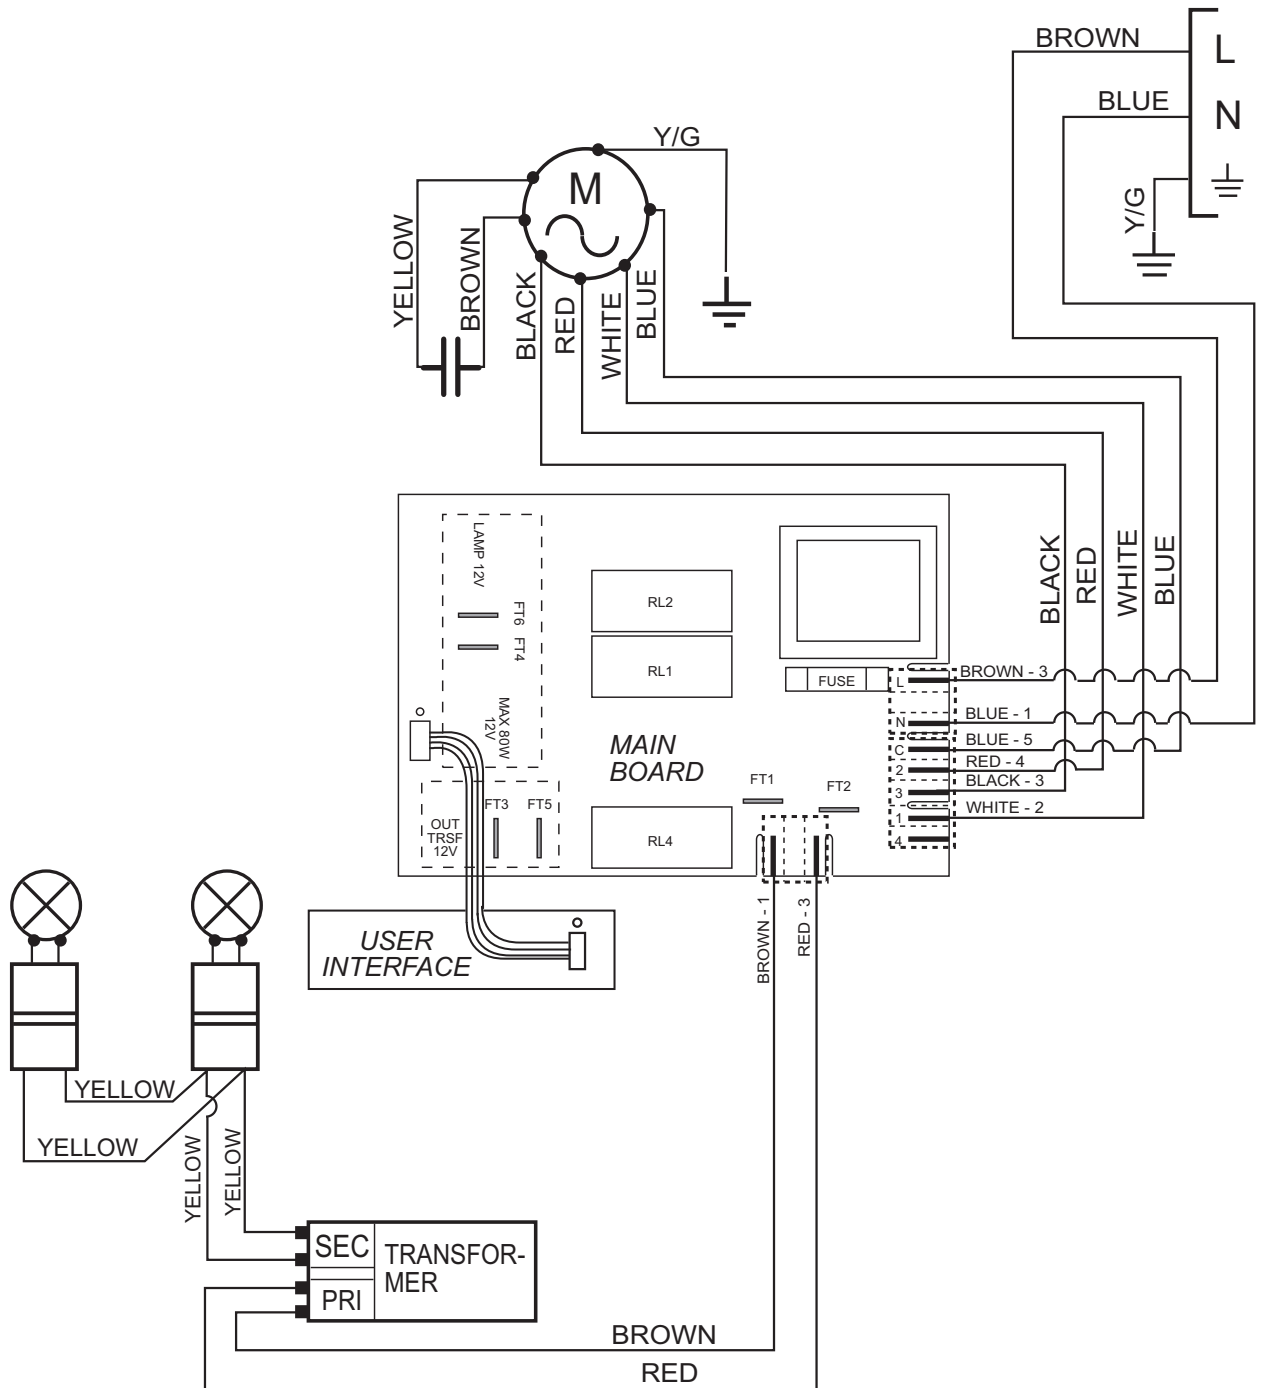 BROWN
L
BLUE
N
Y/G
Y/G
M
YELLOW
BROWN
BLACK
RED
WHITE
BLUE
BLACK
RED
WHITE
BLUE
LAMP 12V
FT6
FT4
MAX 80W
12V
RL2
RL1
FUSE
L
N
C
2
3
1
4
BROWN - 3
BLUE - 1
BLUE - 5
RED - 4
BLACK - 3
WHITE - 2
MAIN
BOARD
FT1
FT2
FT3
FT5
OUT
TRSF
12V
RL4
USER
INTERFACE
BROWN - 1
RED - 3
YELLOW
YELLOW
YELLOW
YELLOW
SEC
PRI
TRANSFOR-
MER
BROWN
RED